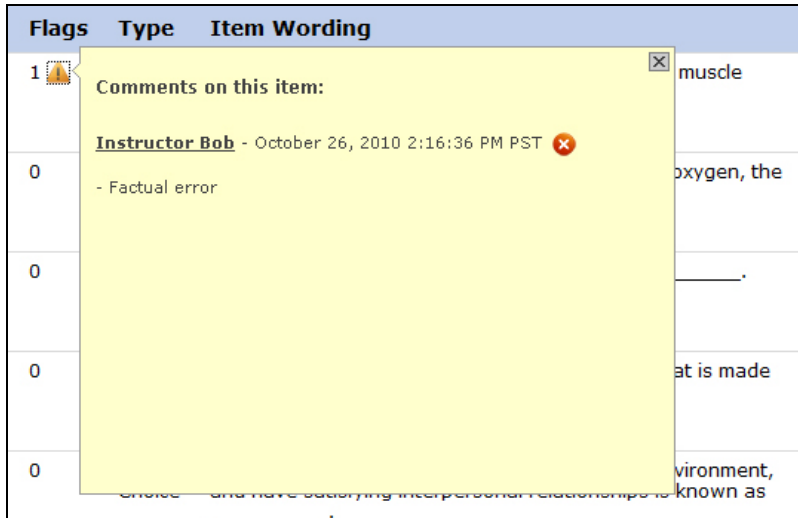 Flags Type Item Wording
1 muscle
Comments on this item:
Instructor Bob - October 26, 2010 2:16:36 PM PST
0 oxygen, the
- Factual error
0 ______.
0 at is made
0 vironment,
Choice and have satisfying interpersonal relationships is known as